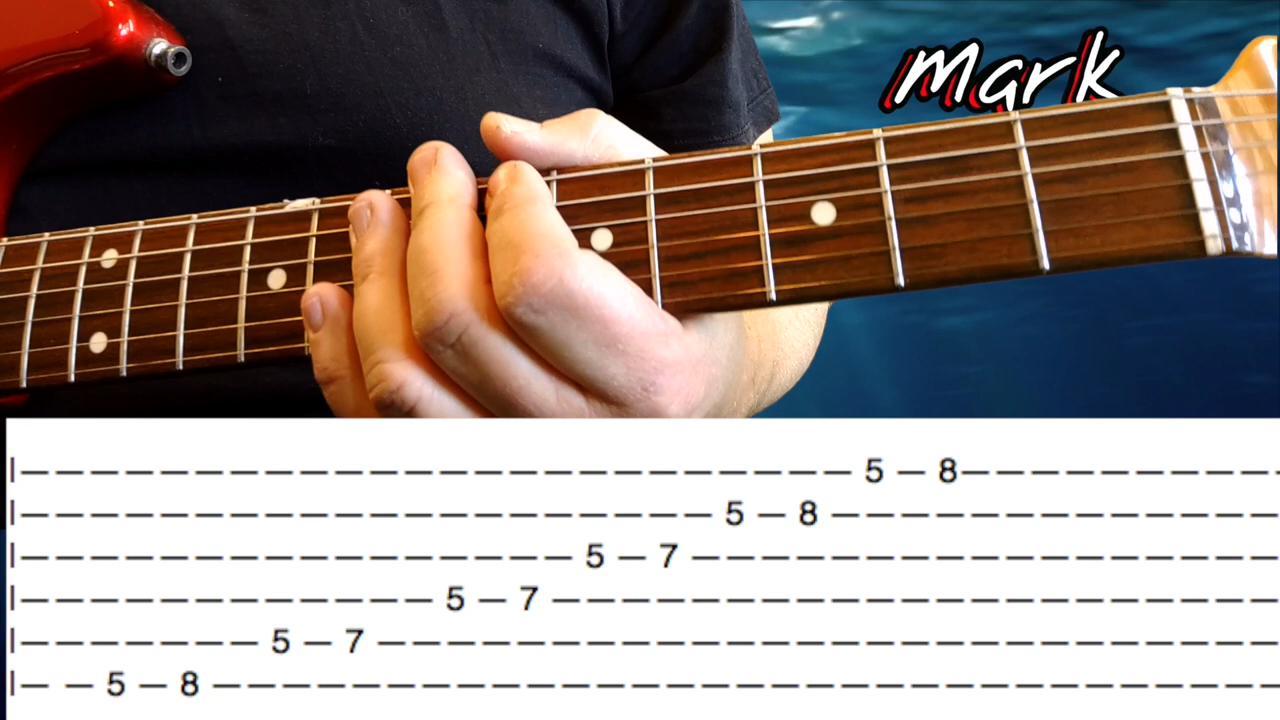 Mark
|— — — — — — — — — — — — — — — — — — — — — — — — 5 — 8— — — — — — — — —
|— — — — — — — — — — — — — — — — — — — — 5 — 8 — — — — — — — — — — — — —
|— — — — — — — — — — — — — — — — 5 — 7 — — — — — — — — — — — — — — — — —
|— — — — — — — — — — — — 5 — 7 — — — — — — — — — — — — — — — — — — — — —
|— — — — — — — 5 — 7 — — — — — — — — — — — — — — — — — — — — — — — — — —
|— — — 5 — 8 — — — — — — — — — — — — — — — — — — — — — — — — — — — — — — —